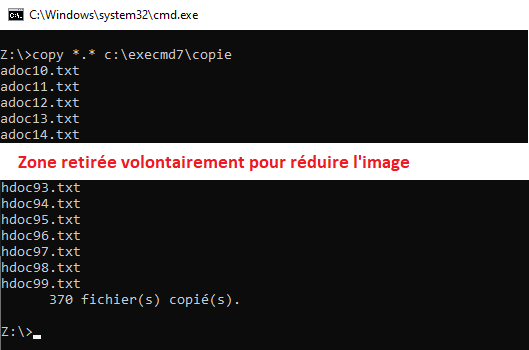 C:\Windows\system32\cmd.exe
Z:\>copy *.* c:\execmd7\copie
adoc10.txt
adoc11.txt
adoc12.txt
adoc13.txt
adoc14.txt
Zone retirée volontairement pour réduire l'image
hdoc93.txt
hdoc94.txt
hdoc95.txt
hdoc96.txt
hdoc97.txt
hdoc98.txt
hdoc99.txt
370 fichier(s) copié(s).
Z:\>